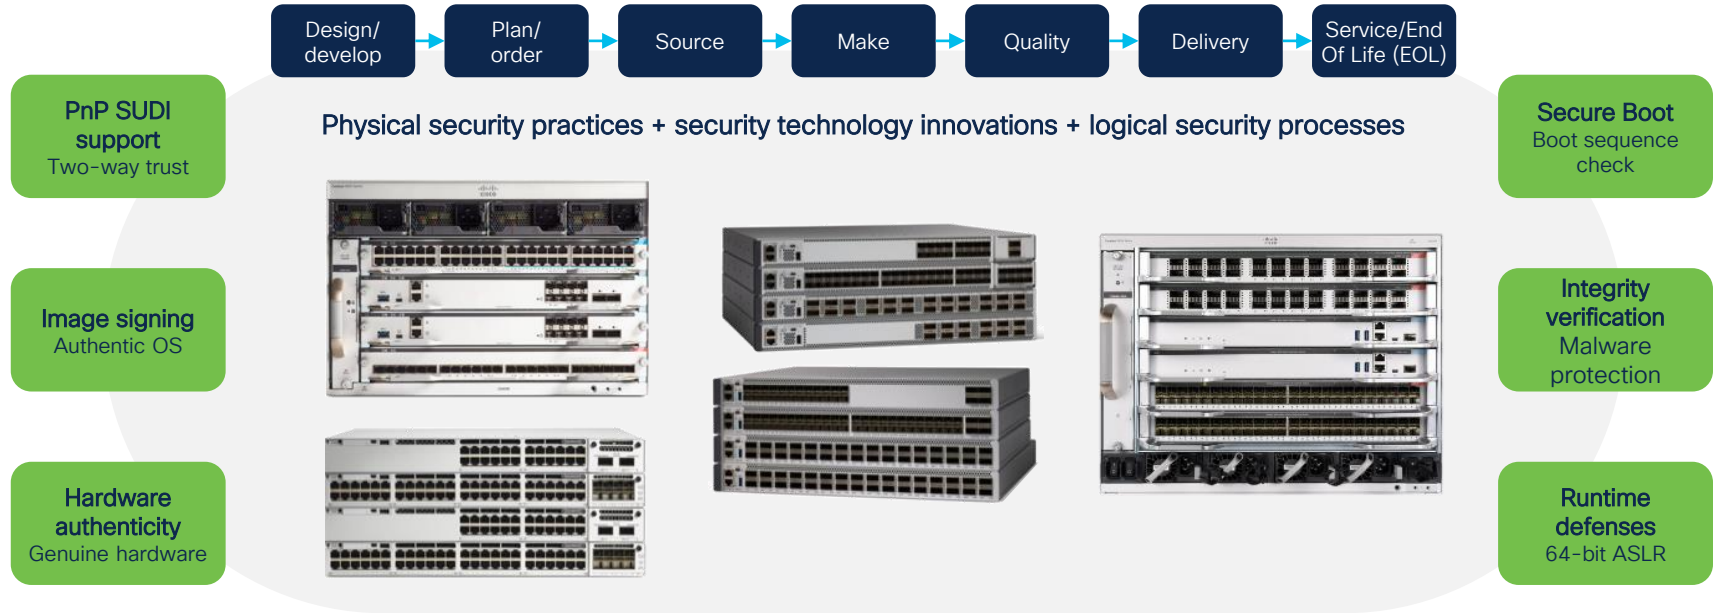 Design/
develop
Plan/
order
Source
Make
Quality
Delivery
Service/End
Of Life (EOL)
Physical security practices + security technology innovations + logical security processes
PnP SUDI
support
Two-way trust
Image signing
Authentic OS
Hardware
authenticity
Genuine hardware
Secure Boot
Boot sequence
check
Integrity
verification
Malware
protection
Runtime
defenses
64-bit ASLR
CISCO